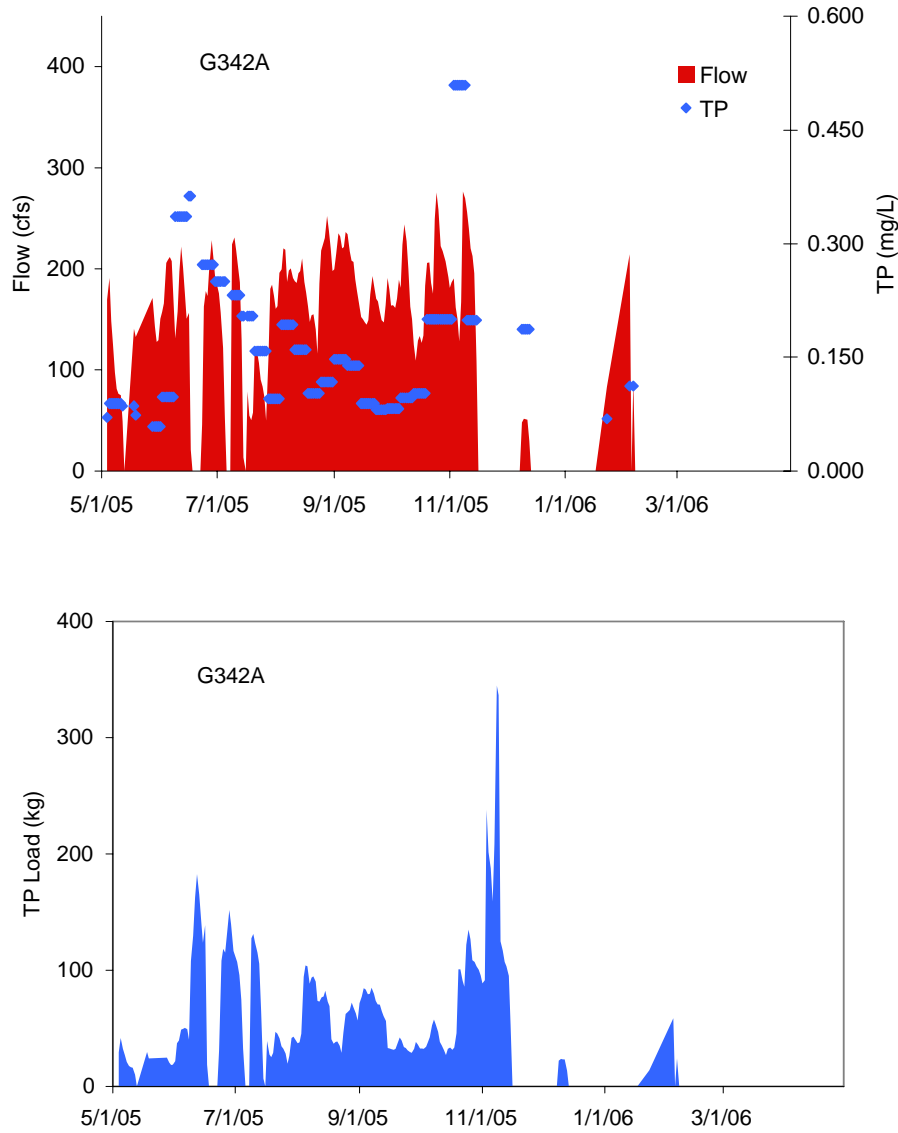 G342A
Flow
TP
Flow (cfs)
400
300
200
100
0
TP (mg/L)
0.600
0.450
0.300
0.150
0.000
5/1/05 7/1/05 9/1/05 11/1/05 1/1/06 3/1/06
G342A
TP Load (kg)
400
300
200
100
0
5/1/05 7/1/05 9/1/05 11/1/05 1/1/06 3/1/06